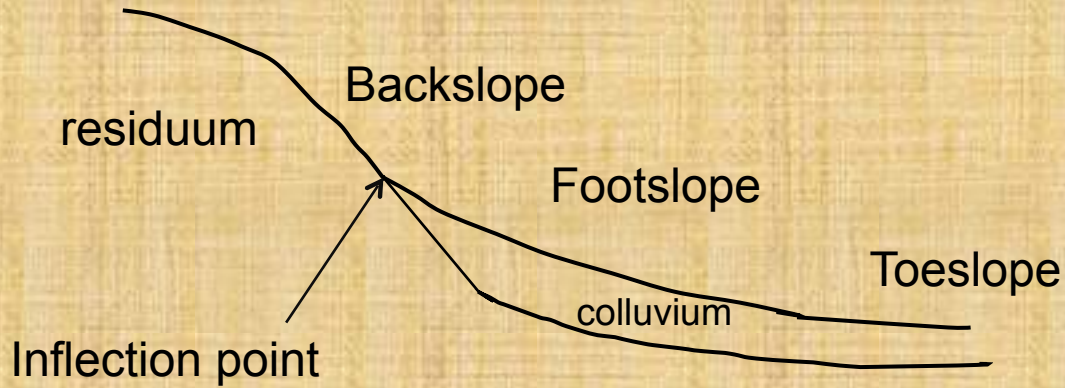 Backslope
residuum
Footslope
Toeslope
colluvium
Inflection point